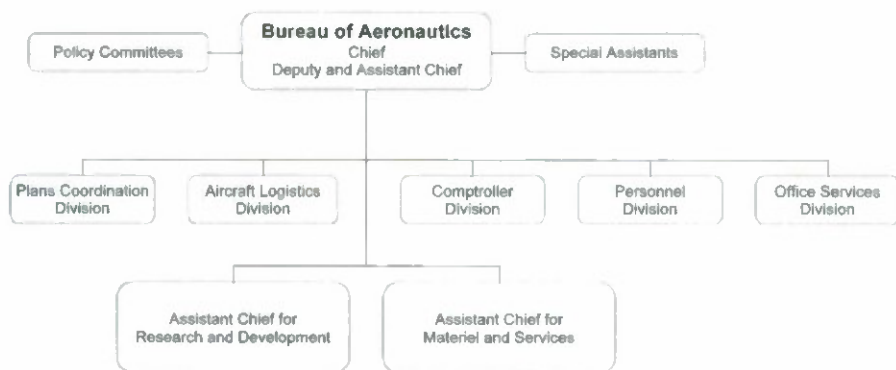 Policy Committees
Bureau of Aeronautics
Chief
Deputy and Assistant Chief
Special Assistants
Plans Coordination
Division
Aircraft Logistics
Division
Comptroller
Division
Personnel
Division
Office Services
Division
Assistant Chief for
Research and Development
Assistant Chief for
Materiel and Services